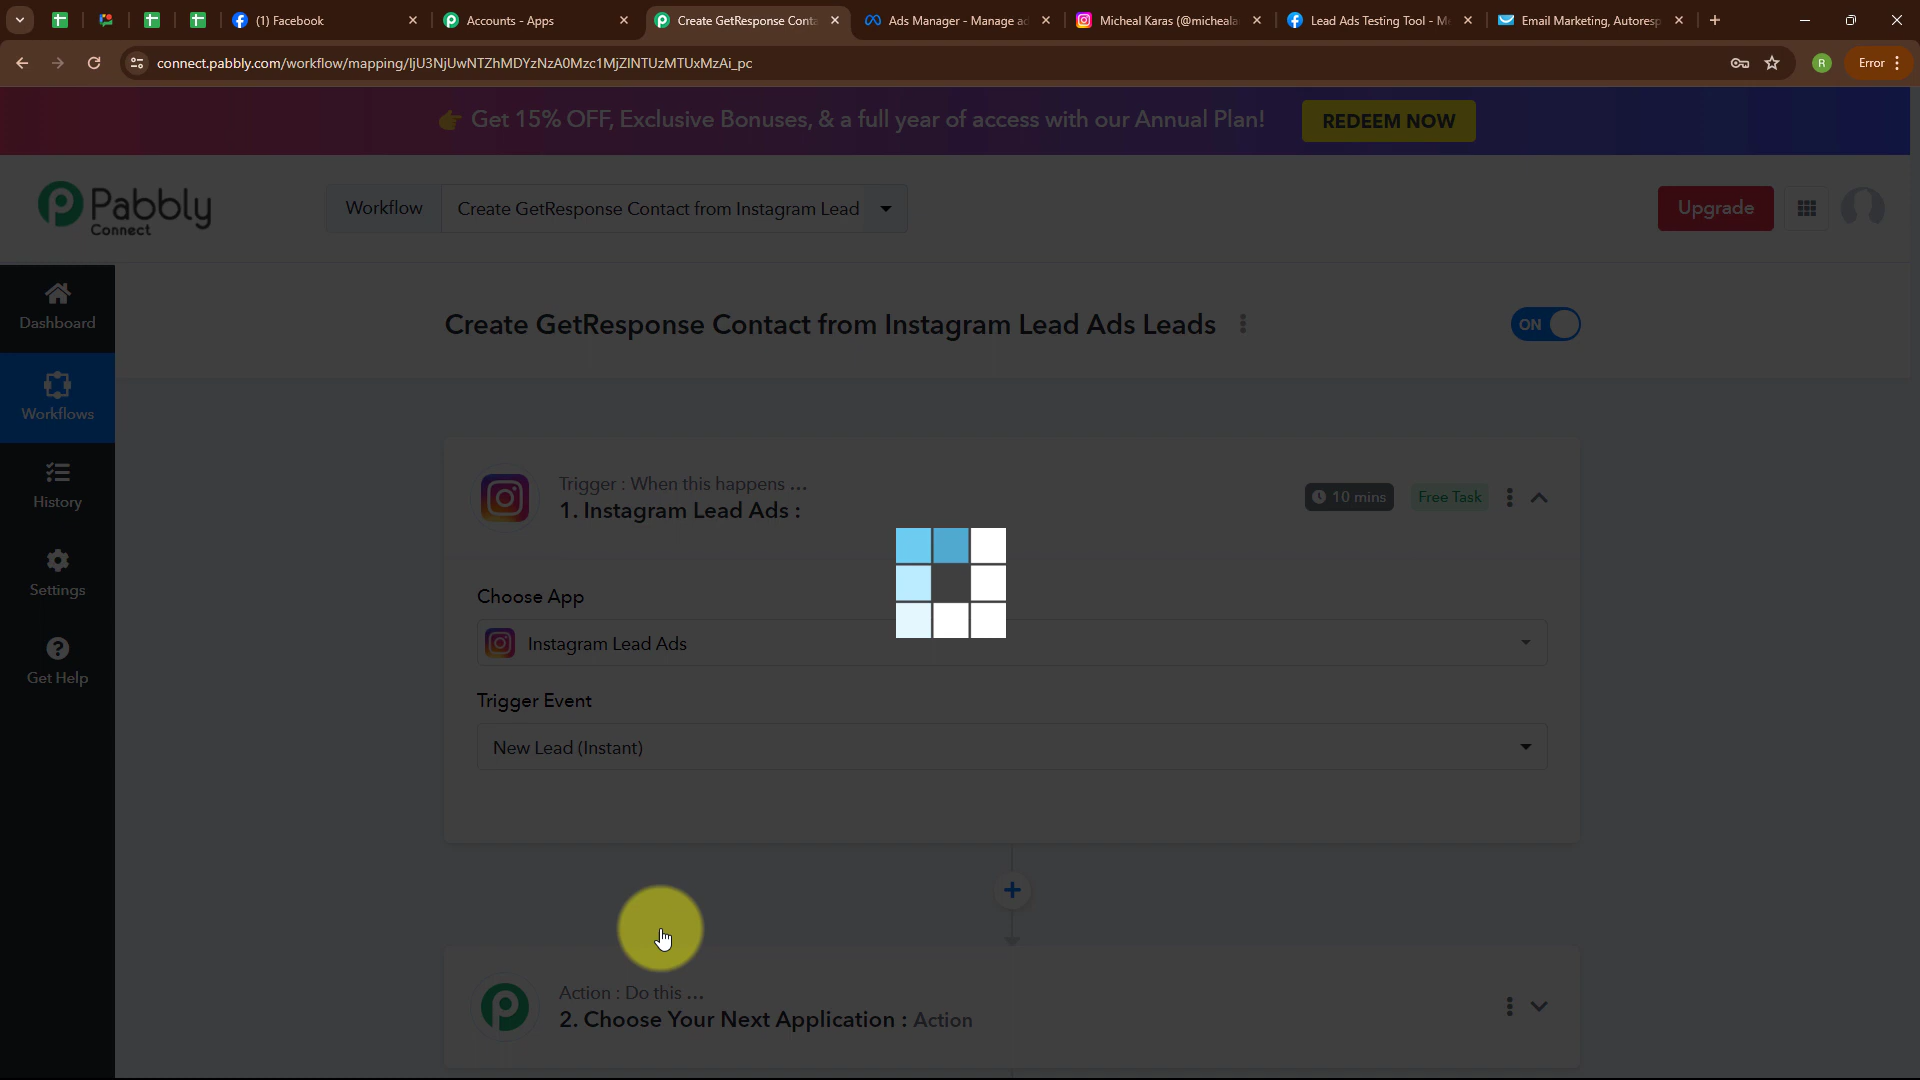 (1) Facebook
Accounts - Apps
Create GetResponse Conta
Ads Manager - Manage ad
Micheal Karas (@micheala
Lead Ads Testing Tool - M
Email Marketing, Autoresp
connect.pabbly.com/workflow/mapping/IjU3NjUwNTZhMDYzNzA0Mzc1MjZlNTUzMTUxMzAi_pc
R
Error
Get 15% OFF, Exclusive Bonuses, & a full year of access with our Annual Plan!
REDEEM NOW
Pabbly
Connect
Workflow
Create GetResponse Contact from Instagram Lead
Upgrade
Dashboard
Workflows
History
Settings
Get Help
Create GetResponse Contact from Instagram Lead Ads Leads
ON
Trigger : When this happens ...
1. Instagram Lead Ads :
10 mins
Free Task
Choose App
Instagram Lead Ads
Trigger Event
New Lead (Instant)
Action : Do this ...
2. Choose Your Next Application : Action